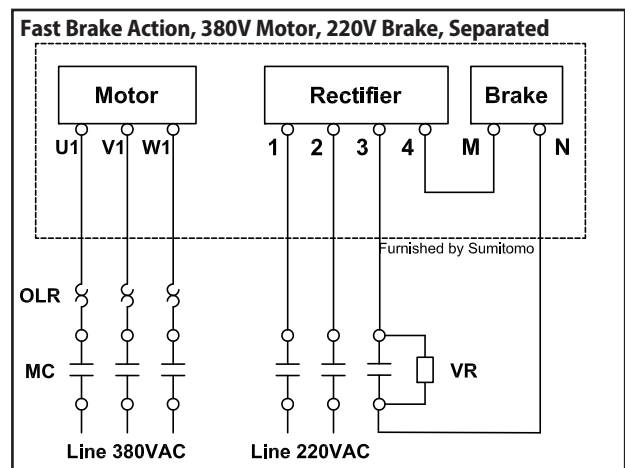 Fast Brake Action, 380V Motor, 220V Brake, Separated
Motor
Rectifier
Brake
U1 V1 W1
1 2 3 4
M N
Furnished by Sumitomo
OLR
MC
VR
Line 380VAC
Line 220VAC